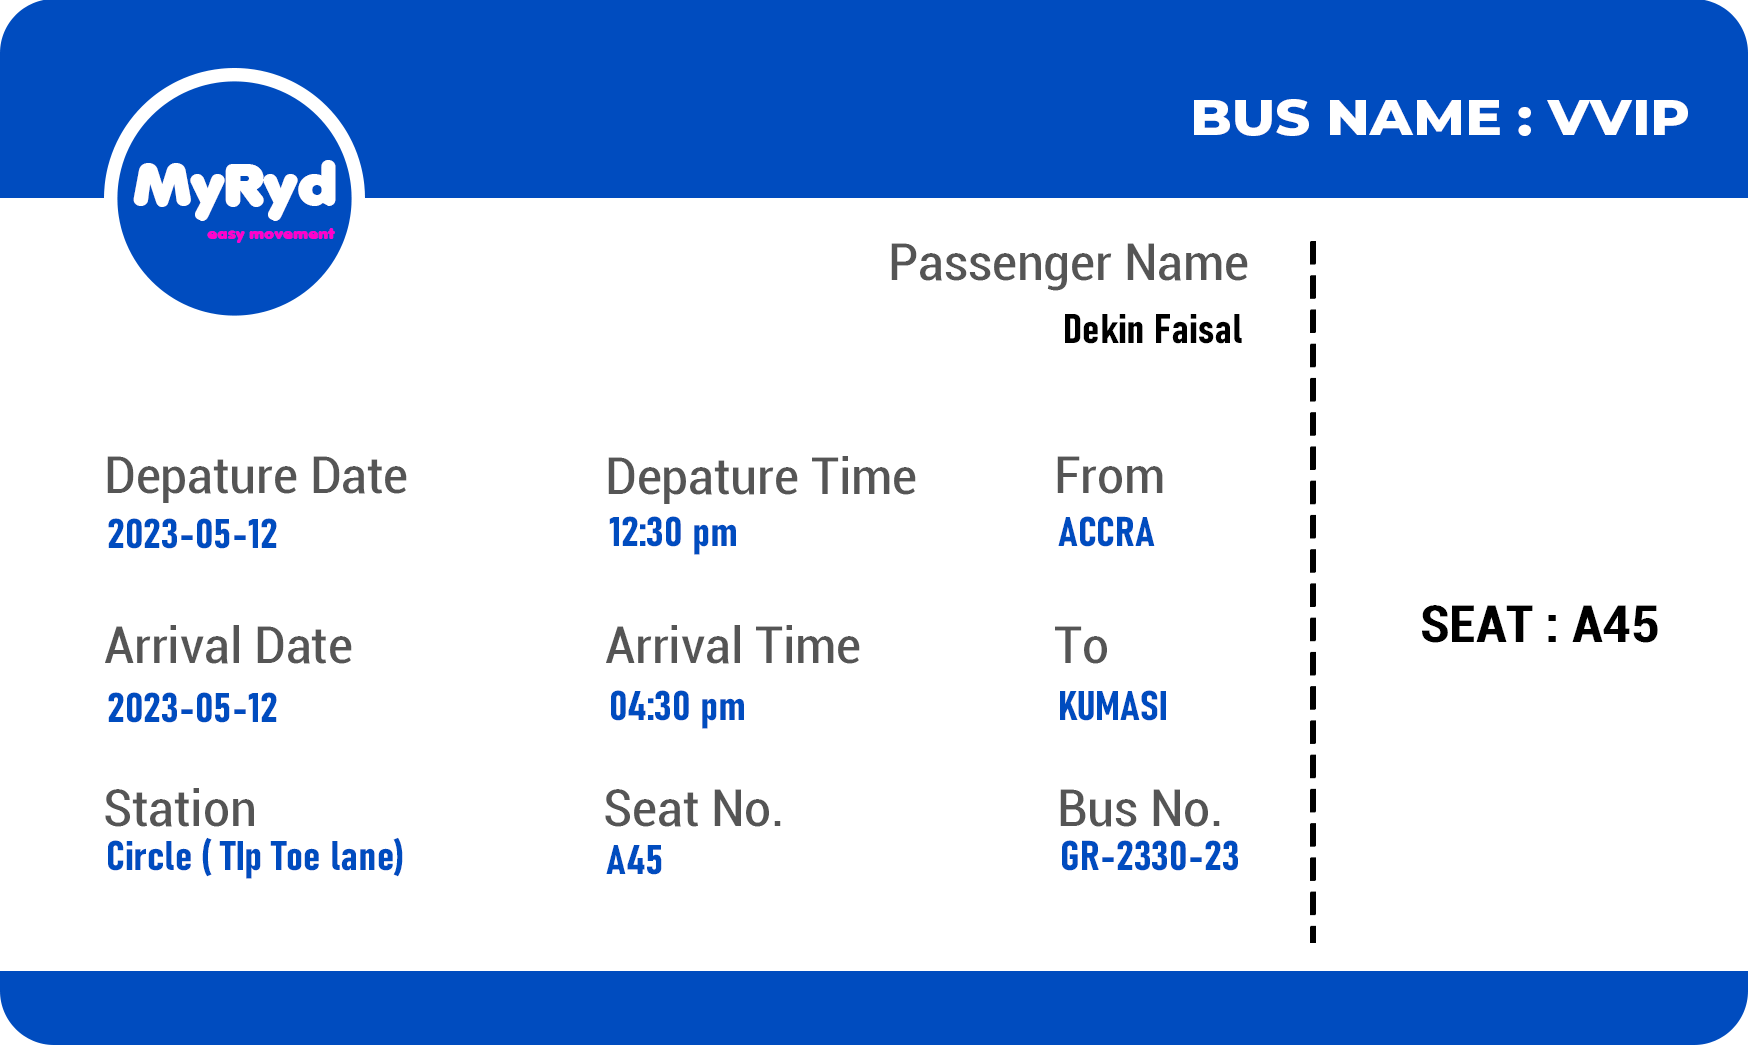 BUS NAME : VVIP
MyRyd
easy movement
Passenger Name
Dekin Faisal
Depature Date
Depature Time
From
2023-05-12
12:30 pm
ACCRA
Arrival Date
Arrival Time
To
2023-05-12
04:30 pm
KUMASI
SEAT : A45
Station
Seat No.
Bus No.
Circle ( TIp Toe lane)
A45
GR-2330-23